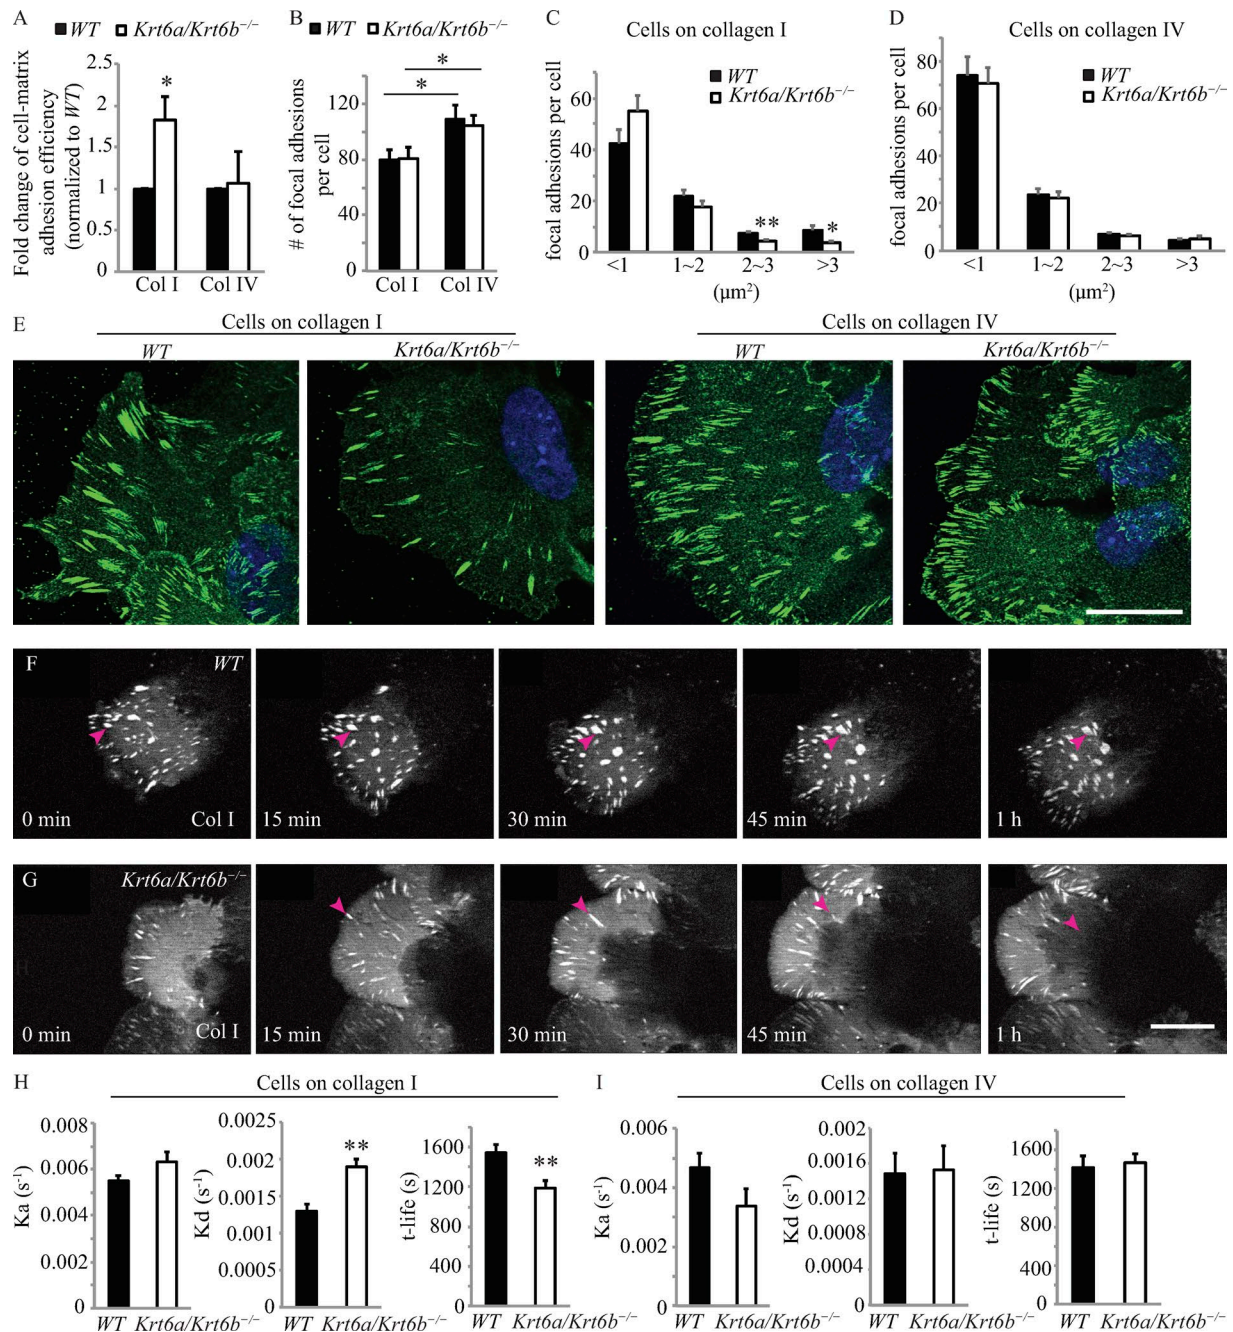 A
WT Krt6a/Krt6b−/−
Fold change of cell-matrix
adhesion efficiency
(normalized to WT)
2.5
2
1.5
1
0.5
*
Col I Col IV
B
WT Krt6a/Krt6b−/−
# of focal adhesions
per cell
120
80
40
0
*
*
Col I Col IV
C
Cells on collagen I
WT
Krt6a/Krt6b−/−
focal adhesions per cell
60
40
20
0
** *
<1 1~2 2~3 >3
(µm²)
D
Cells on collagen IV
WT
Krt6a/Krt6b−/−
focal adhesions per cell
80
60
40
20
0
<1 1~2 2~3 >3
(µm²)
E
Cells on collagen I Cells on collagen IV
WT Krt6a/Krt6b−/− WT Krt6a/Krt6b−/−
F WT
0 min Col I 15 min 30 min 45 min 1 h
G Krt6a/Krt6b−/−
0 min Col I 15 min 30 min 45 min 1 h
H
Cells on collagen I
Ka (s-1)
0.008
0.006
0.004
0.002
0
WT Krt6a/Krt6b−/−
Kd (s-1)
0.0025
0.002
0.0015
0.001
0.0005
0
**
WT Krt6a/Krt6b−/−
t-life (s)
1600
1200
800
400
0
**
WT Krt6a/Krt6b−/−
I
Cells on collagen IV
Ka (s-1)
0.006
0.004
0.002
0
WT Krt6a/Krt6b−/−
Kd (s-1)
0.002
0.0016
0.0012
0.0008
0.0004
0
WT Krt6a/Krt6b−/−
t-life (s)
1600
1200
800
400
0
WT Krt6a/Krt6b−/−